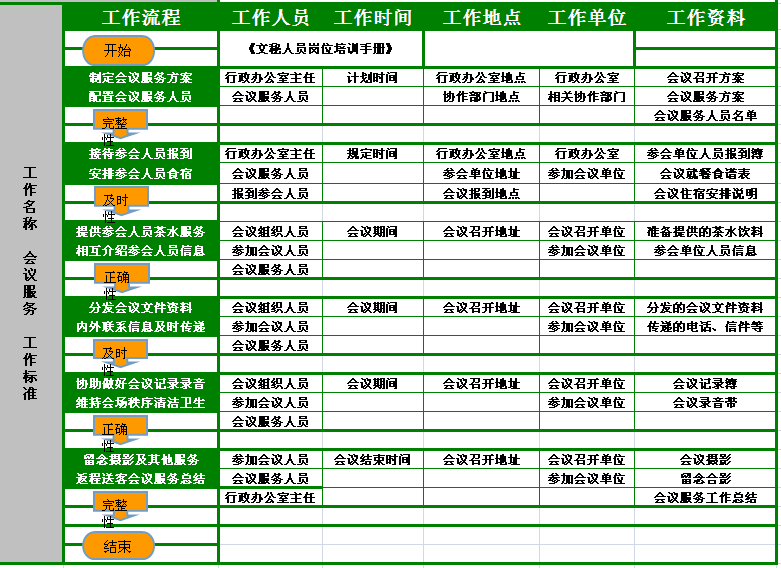 工作流程 工作人员 工作时间 工作地点 工作单位 工作资料
开始 《文秘人员岗位培训手册》
制定会议服务方案 行政办公室主任 计划时间 行政办公室地点 行政办公室 会议召开方案
配置会议服务人员 会议服务人员 协作部门地点 相关协作部门 会议服务方案
完整 会议服务人员名单
性
接待参会人员报到 行政办公室主任 规定时间 行政办公室地点 行政办公室 参会单位人员报到簿
安排参会人员食宿 会议服务人员 参会单位地址 参加会议单位 会议就餐食谱表
及时 报到参会人员 会议报到地点 会议住宿安排说明
性
提供参会人员茶水服务 会议组织人员 会议期间 会议召开地址 会议召开单位 准备提供的茶水饮料
相互介绍参会人员信息 参加会议人员 参加会议单位 参会单位人员信息
正确 会议服务人员
性
分发会议文件资料 会议组织人员 会议期间 会议召开地址 会议召开单位 分发的会议文件资料
内外联系信息及时传递 参加会议人员 参加会议单位 传递的电话、信件等
及时 会议服务人员
性
协助做好会议记录录音 会议组织人员 会议期间 会议召开地址 会议召开单位 会议记录簿
维持会场秩序清洁卫生 参加会议人员 参加会议单位 会议录音带
正确 会议服务人员
性
留念摄影及其他服务 参加会议人员 会议结束时间 会议召开地址 会议召开单位 会议摄影
返程送客会议服务总结 会议服务人员 参加会议单位 留念合影
完整 行政办公室主任 会议服务工作总结
性
结束
工作名称 会议服务 工作标准